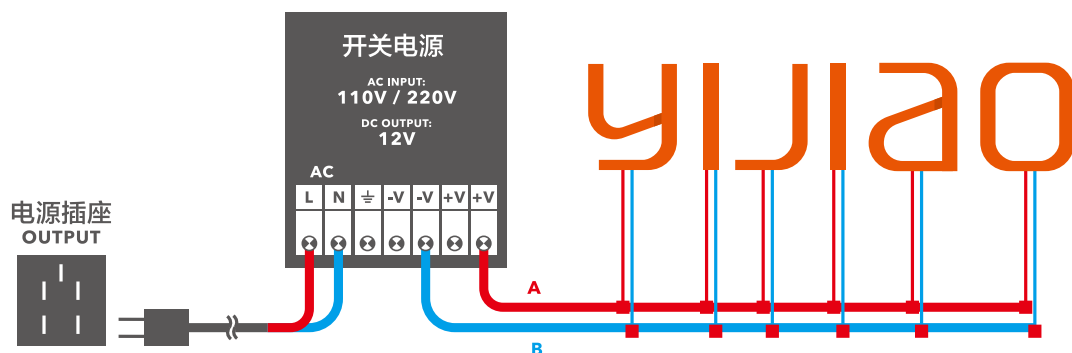 开关电源
AC INPUT:
110V / 220V
DC OUTPUT:
12V
AC
L N ⏚ -V -V +V +V
电源插座
OUTPUT
YIJIAO
A
B